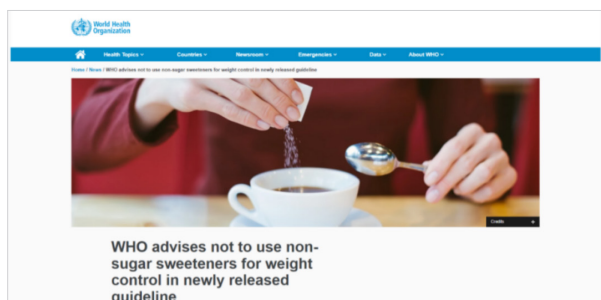 World Health
Organization
Health Topics
Countries
Newsroom
Emergencies
Data
About WHO
Home / News / WHO advises not to use non-sugar sweeteners for weight control in newly released guideline
Credits
WHO advises not to use non-
sugar sweeteners for weight
control in newly released
guideline